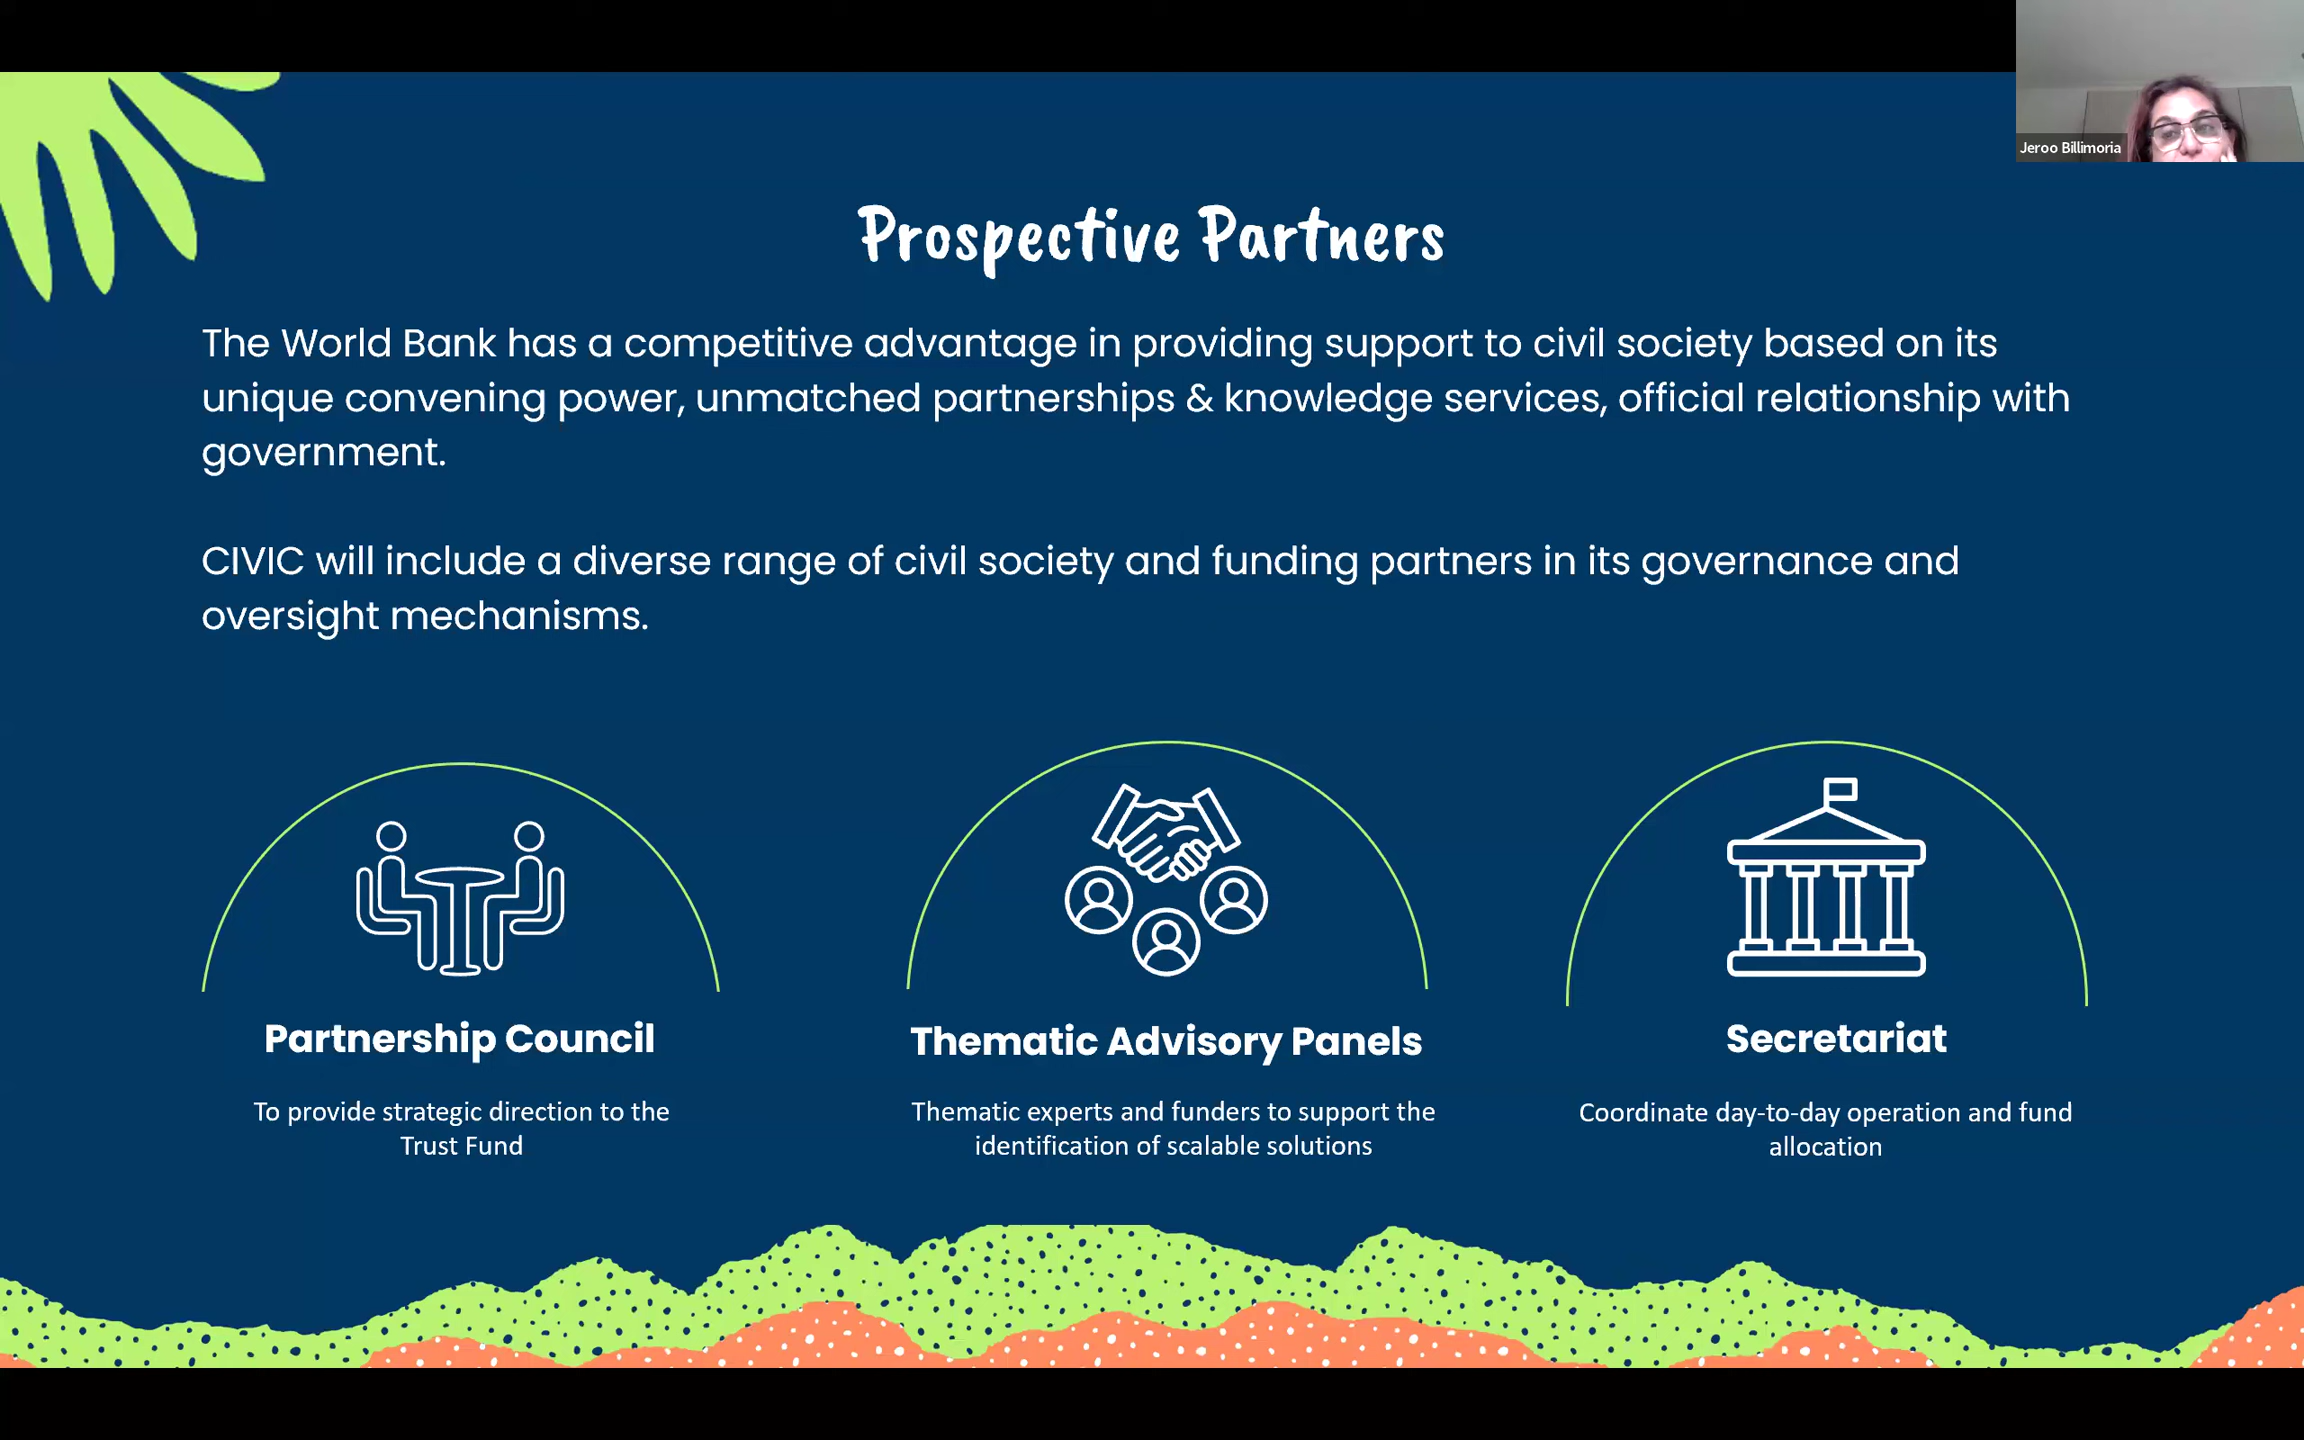 Jeroo Billimoria
Prospective Partners
The World Bank has a competitive advantage in providing support to civil society based on its
unique convening power, unmatched partnerships & knowledge services, official relationship with
government.
CIVIC will include a diverse range of civil society and funding partners in its governance and
oversight mechanisms.
Partnership Council
To provide strategic direction to the
Trust Fund
Thematic Advisory Panels
Thematic experts and funders to support the
identification of scalable solutions
Secretariat
Coordinate day-to-day operation and fund
allocation